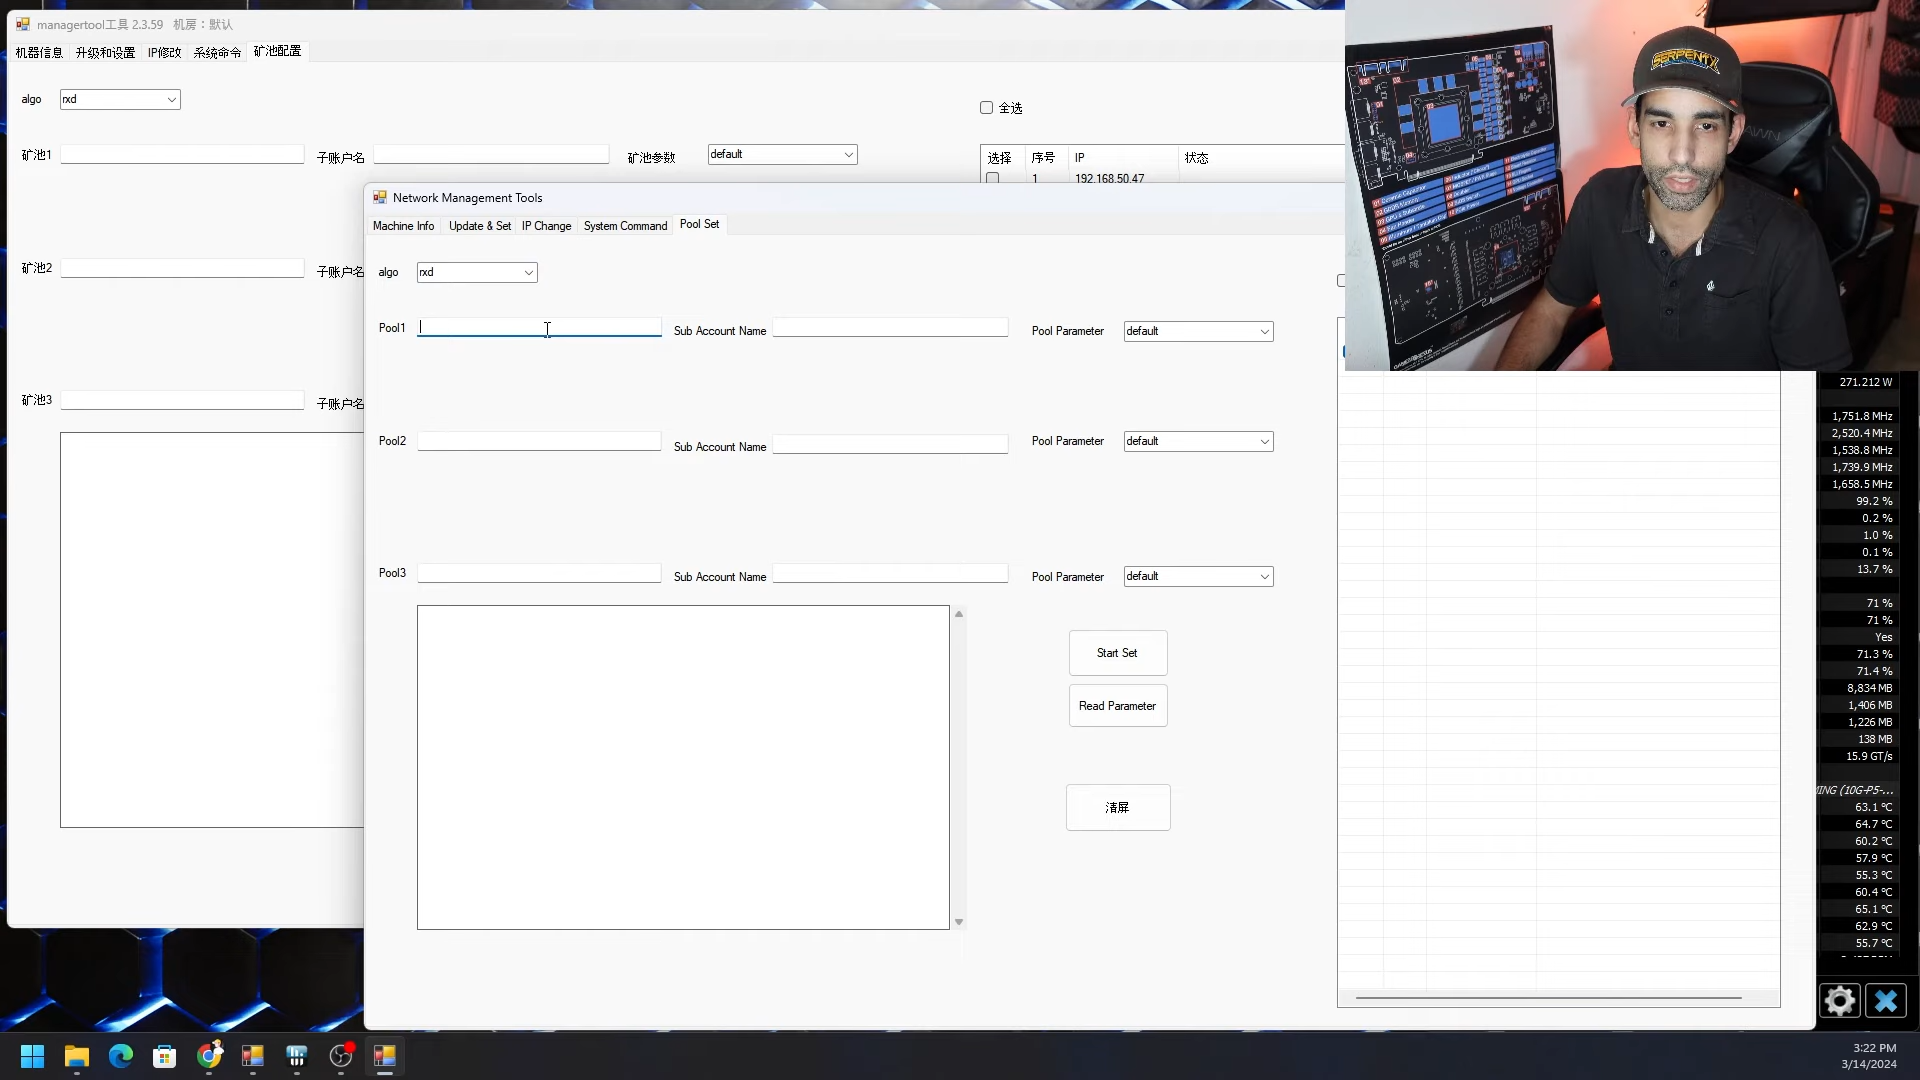 managertool工具 2.3.59 机房：默认
机器信息 升级和设置 IP修改 系统命令 矿池配置
algo rxd
全选
矿池1 子账户名 矿池参数 default
选择 序号 IP 状态
1 192.168.50.47
矿池2 子账户名
矿池3 子账户名
Network Management Tools
Machine Info Update & Set IP Change System Command Pool Set
algo rxd
Pool1 Sub Account Name Pool Parameter default
Pool2 Sub Account Name Pool Parameter default
Pool3 Sub Account Name Pool Parameter default
Start Set
Read Parameter
清屏
SERPENTX
271.212 W
1,751.8 MHz
2,520.4 MHz
1,538.8 MHz
1,739.9 MHz
1,658.5 MHz
99.2 %
0.2 %
1.0 %
0.1 %
13.7 %
71 %
71 %
Yes
71.3 %
71.4 %
8,834 MB
1,406 MB
1,226 MB
138 MB
15.9 GT/s
MING (10G-P5-...
63.1 °C
64.7 °C
60.2 °C
57.9 °C
55.3 °C
60.4 °C
65.1 °C
62.9 °C
55.7 °C
3:22 PM
3/14/2024